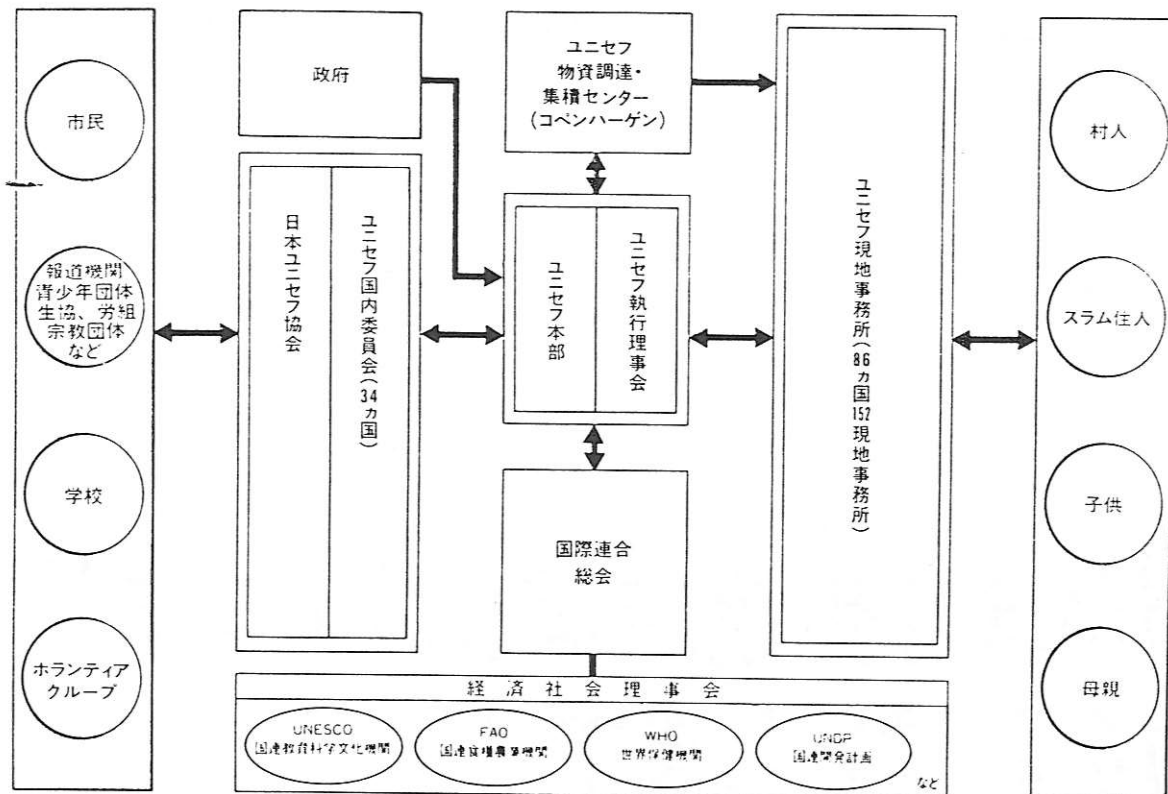 市民
報道機関
青少年団体
生協、労組
宗教団体
など
学校
ホランティア
クループ
政府
日本ユニセフ協会
ユニセフ国内委員会(34ヵ国)
ユニセフ
物資調達・
集積センター
(コペンハーゲン)
ユニセフ本部
ユニセフ執行理事会
国際連合
総会
ユニセフ現地事務所(86ヵ国152現地事務所)
村人
スラム住人
子供
母親
経済社会理事会
UNESCO
国連教育科学文化機関
FAO
国連食糧農業機関
WHO
世界保健機関
UNDP
国連開発計画
など